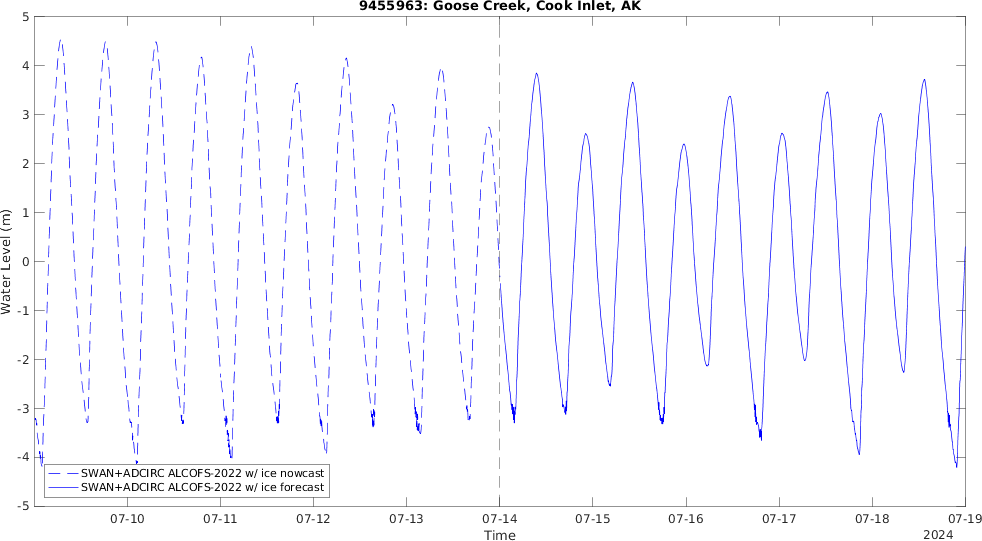 9455963: Goose Creek, Cook Inlet, AK
5
4
3
2
1
0
-1
-2
-3
-4
-5
Water Level (m)
SWAN+ADCIRC ALCOFS-2022 w/ ice nowcast
SWAN+ADCIRC ALCOFS-2022 w/ ice forecast
07-10 07-11 07-12 07-13 07-14 07-15 07-16 07-17 07-18 07-19
Time
2024